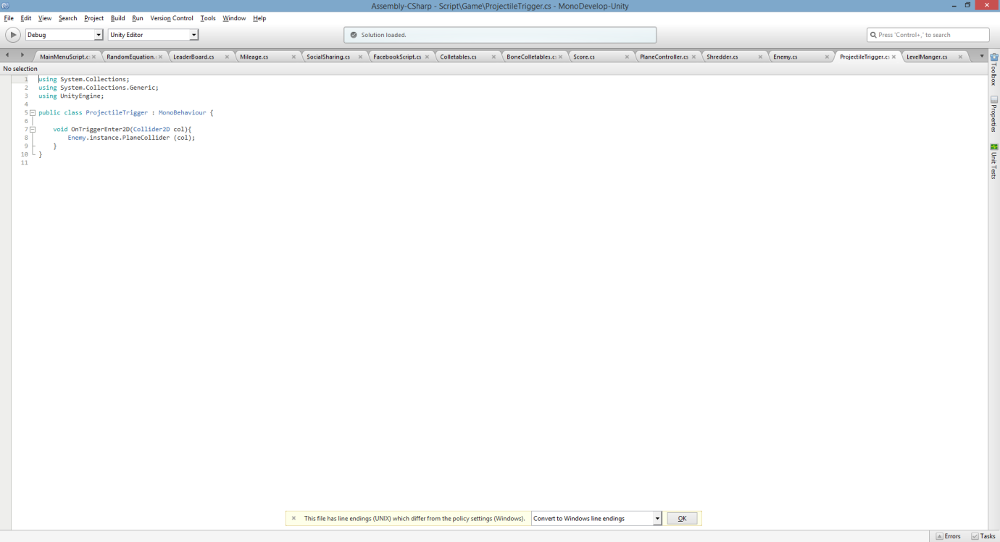 Assembly-CSharp - Script\Game\ProjectileTrigger.cs - MonoDevelop-Unity
File Edit View Search Project Build Run Version Control Tools Window Help
Debug Unity Editor Solution loaded. Press 'Control+,' to search
MainMenuScript.c RandomEquation. LeaderBoard.cs Mileage.cs SocialSharing.cs FacebookScript.cs Colletables.cs BoneColletables.cs Score.cs PlaneController.cs Shredder.cs Enemy.cs ProjectileTrigger.cs LevelManger.cs
No selection
1 using System.Collections;
2 using System.Collections.Generic;
3 using UnityEngine;
4
5 public class ProjectileTrigger : MonoBehaviour {
6
7 void OnTriggerEnter2D(Collider2D col){
8 Enemy.instance.PlaneCollider (col);
9 }
10 }
11
Toolbox
Properties
Unit Tests
This file has line endings (UNIX) which differ from the policy settings (Windows). Convert to Windows line endings OK
Errors Tasks